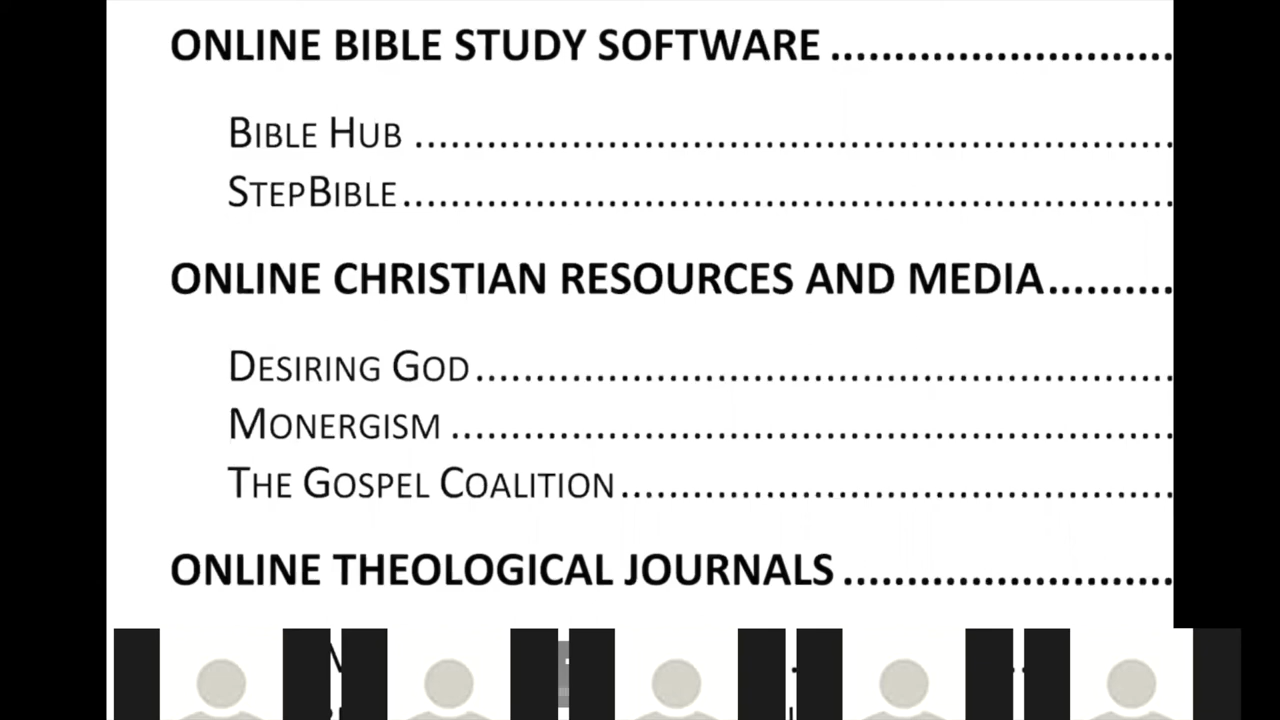 ONLINE BIBLE STUDY SOFTWARE ..........................
BIBLE HUB ......................................................
STEPBIBLE.......................................................
ONLINE CHRISTIAN RESOURCES AND MEDIA..........
DESIRING GOD..................................................
MONERGISM ....................................................
THE GOSPEL COALITION.......................................
ONLINE THEOLOGICAL JOURNALS .........................